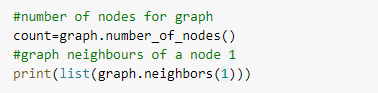 #number of nodes for graph
count=graph.number_of_nodes()
#graph neighbours of a node 1
print(list(graph.neighbors(1)))